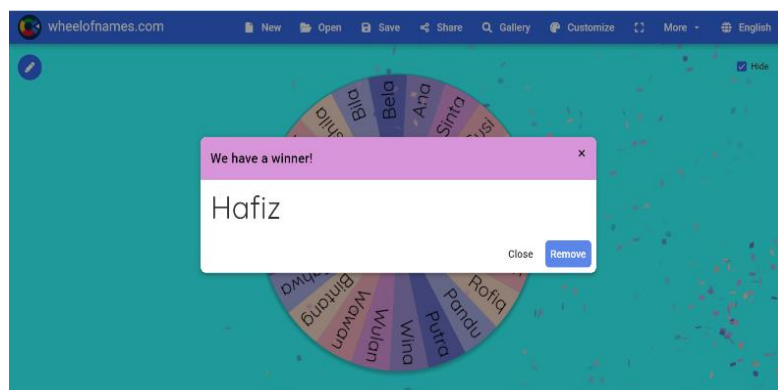 wheelofnames.com New Open Save Share Gallery Customize More English
Hide
Bila
Bela
Ana
Sinta
Susi
We have a winner! ×
Hafiz
Close Remove
Bintang
Wawan
Wulan
Wina
Putra
Pandu
Rofiq